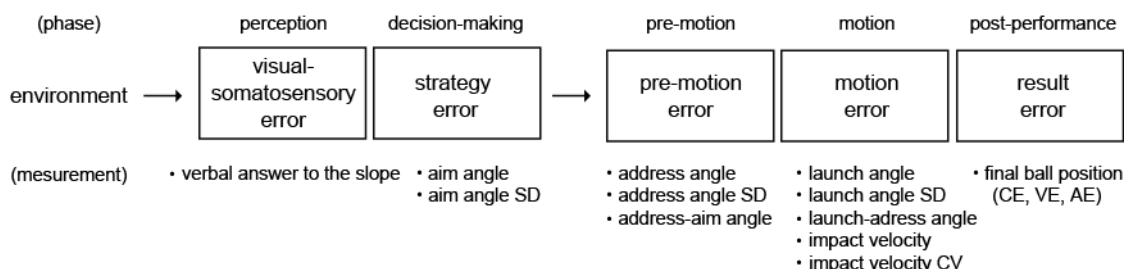 (phase)
perception
decision-making
pre-motion
motion
post-performance
environment
visual-
somatosensory
error
strategy
error
pre-motion
error
motion
error
result
error
(mesurement)
・verbal answer to the slope
・aim angle
・aim angle SD
・address angle
・address angle SD
・address-aim angle
・launch angle
・launch angle SD
・launch-adress angle
・impact velocity
・impact velocity CV
・final ball position
(CE, VE, AE)